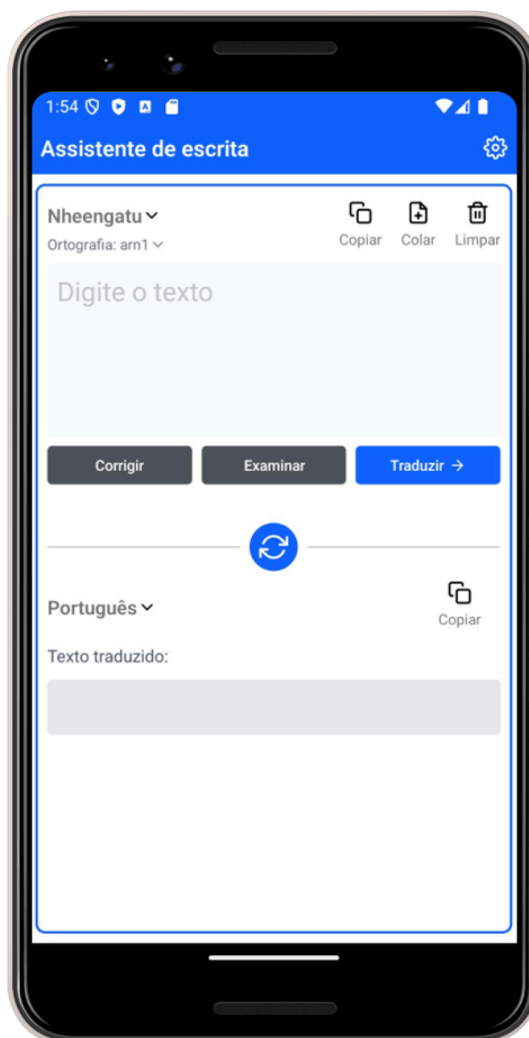 1:54
Assistente de escrita
Nheengatu
Copiar Colar Limpar
Ortografia: arn1
Digite o texto
Corrigir Examinar Traduzir →
Português
Copiar
Texto traduzido: